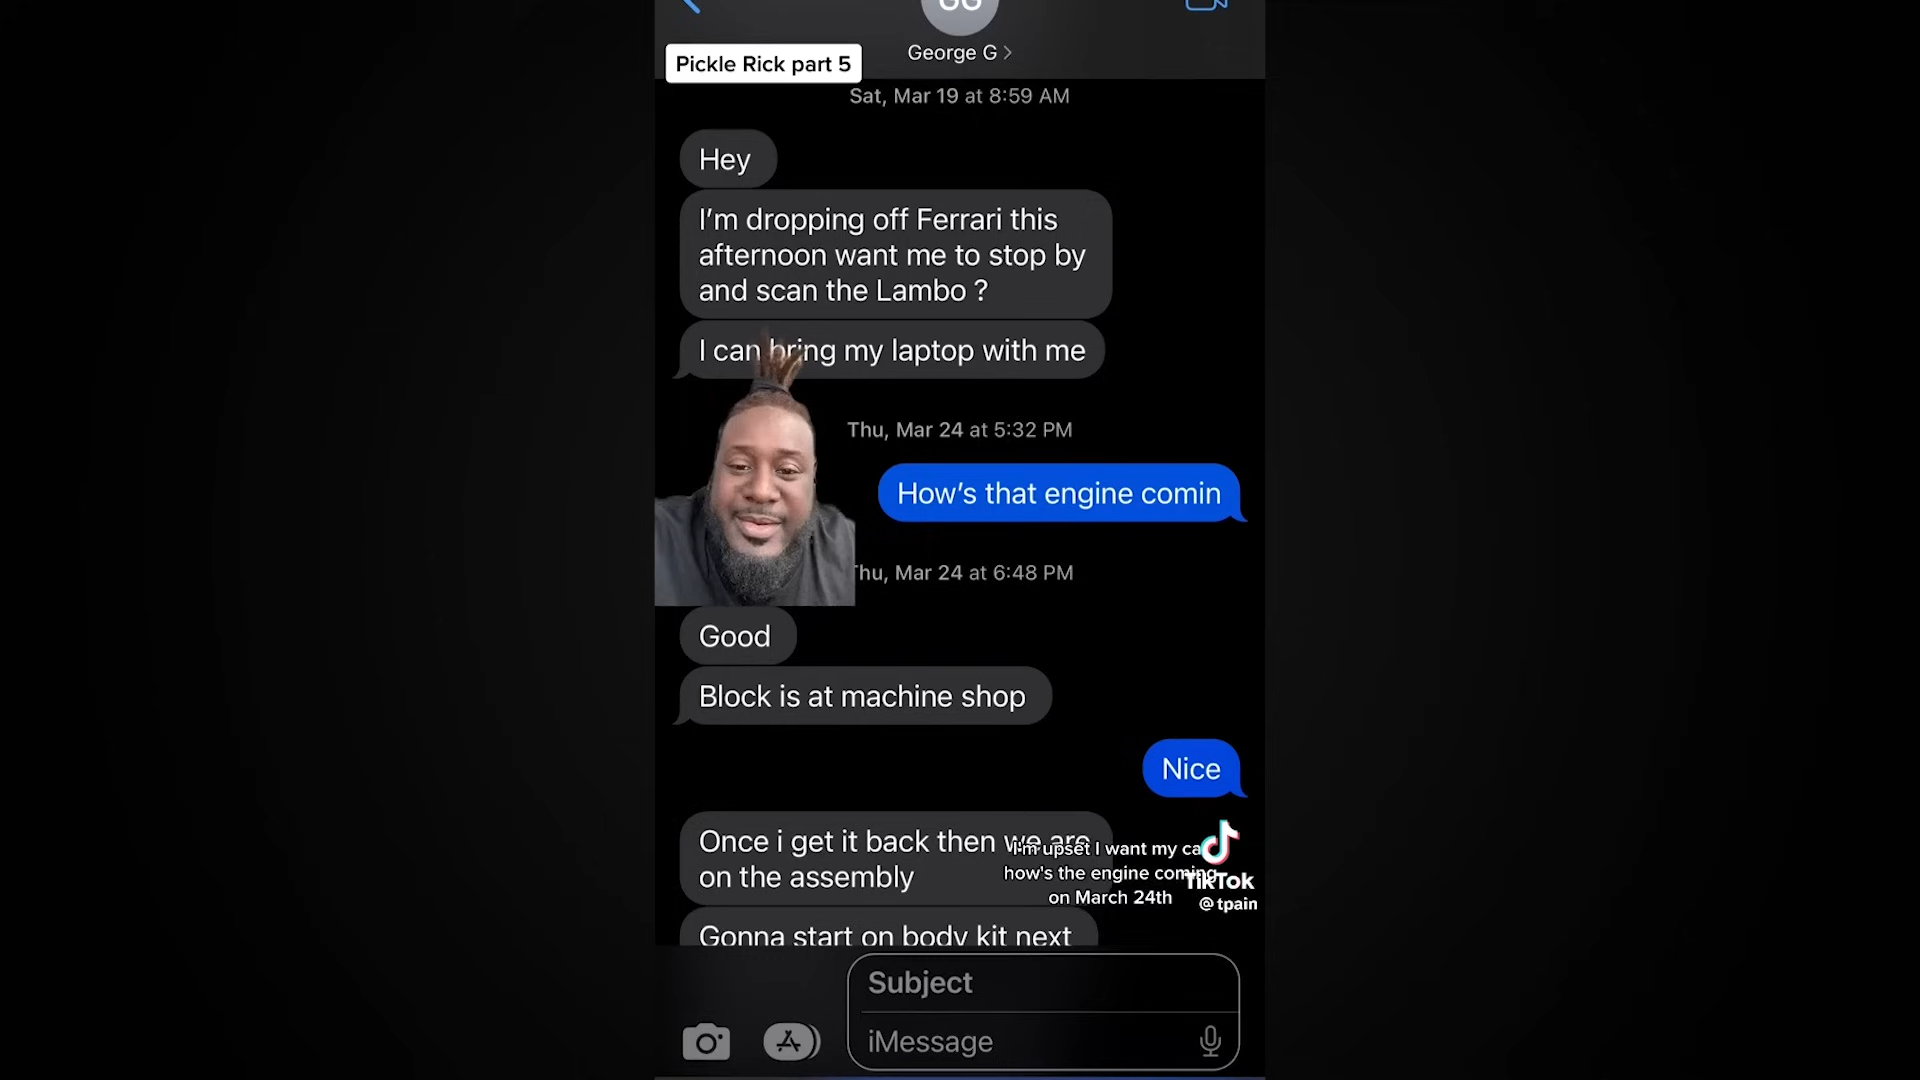 GG
George G
Pickle Rick part 5
Sat, Mar 19 at 8:59 AM
Hey
I’m dropping off Ferrari this
afternoon want me to stop by
and scan the Lambo ?
I can bring my laptop with me
Thu, Mar 24 at 5:32 PM
How’s that engine comin
Thu, Mar 24 at 6:48 PM
Good
Block is at machine shop
Nice
Once i get it back then we are
on the assembly
I'm upset I want my ca
how's the engine coming
on March 24th
TikTok
@tpain
Gonna start on body kit next
Subject
iMessage